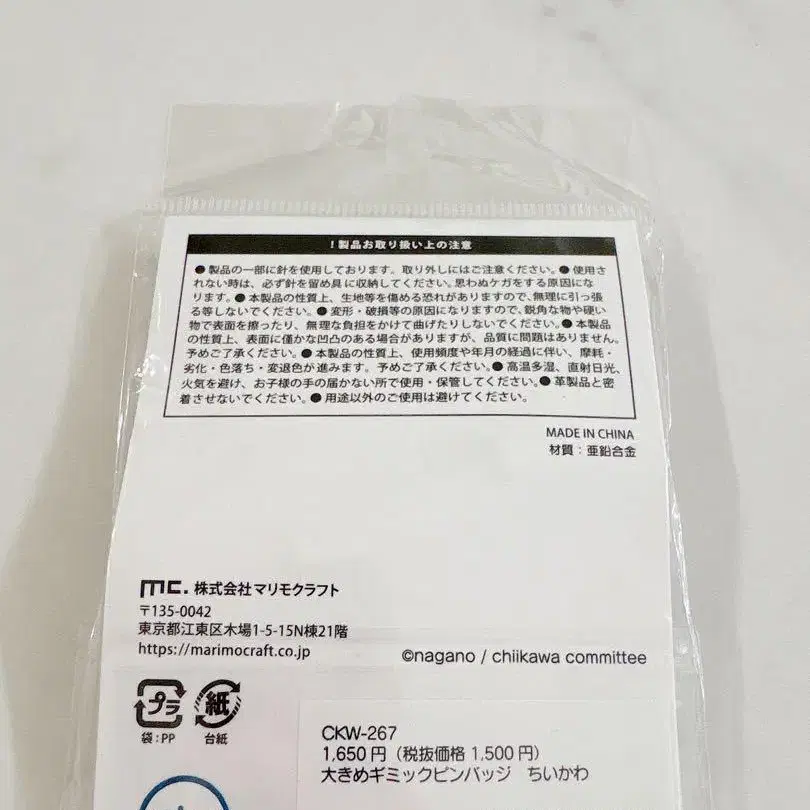 ！製品お取り扱い上の注意
● 製品の一部に針を使用しております。取り外しにはご注意ください。● 使用さ
れない時は、必ず針を留め具に収納してください。思わぬケガをする原因にな
ります。● 本製品の性質上、生地等を傷める恐れがありますので、無理に引っ張
る等しないでください。● 変形・破損等の原因になりますので、鋭角な物や硬い
物で表面を擦ったり、無理な負担をかけて曲げたりしないでください。● 本製品
の性質上、表面に僅かな凹凸のある場合がありますが、品質に問題はありません。
予めご了承ください。● 本製品の性質上、使用頻度や年月の経過に伴い、摩耗・
劣化・色落ち・変退色が進みます。予めご了承ください。● 高温多湿、直射日光、
火気を避け、お子様の手の届かない所で使用・保管してください。● 革製品と密
着させないでください。● 用途以外のご使用は避けてください。
MADE IN CHINA
材質：亜鉛合金
mc. 株式会社マリモクラフト
〒135-0042
東京都江東区木場1-5-15N棟21階
https://marimocraft.co.jp
©nagano / chiikawa committee
プラ 紙
袋：PP 台紙
CKW-267
1,650円（税抜価格 1,500円）
大きめギミックピンバッジ ちいかわ